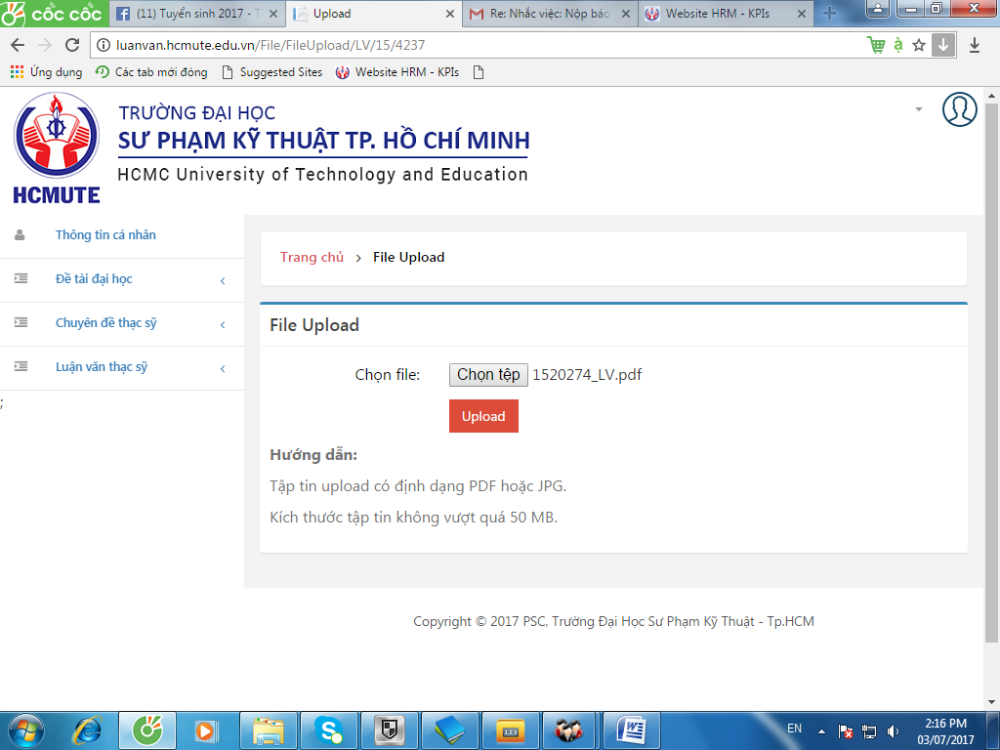 cốc cốc
(11) Tuyển sinh 2017 - T
Upload
Re: Nhắc việc: Nộp báo
Website HRM - KPIs
luanvan.hcmute.edu.vn/File/FileUpload/LV/15/4237
Ứng dụng
Các tab mới đóng
Suggested Sites
Website HRM - KPIs
TRƯỜNG ĐẠI HỌC
SƯ PHẠM KỸ THUẬT TP. HỒ CHÍ MINH
HCMC University of Technology and Education
HCMUTE
Thông tin cá nhân
Đề tài đại học
Chuyên đề thạc sỹ
Luận văn thạc sỹ
;
Trang chủ › File Upload
File Upload
Chọn file: Chọn tệp 1520274_LV.pdf
Upload
Hướng dẫn:
Tập tin upload có định dạng PDF hoặc JPG.
Kích thước tập tin không vượt quá 50 MB.
Copyright © 2017 PSC, Trường Đại Học Sư Phạm Kỹ Thuật - Tp.HCM
123
EN
2:16 PM
03/07/2017